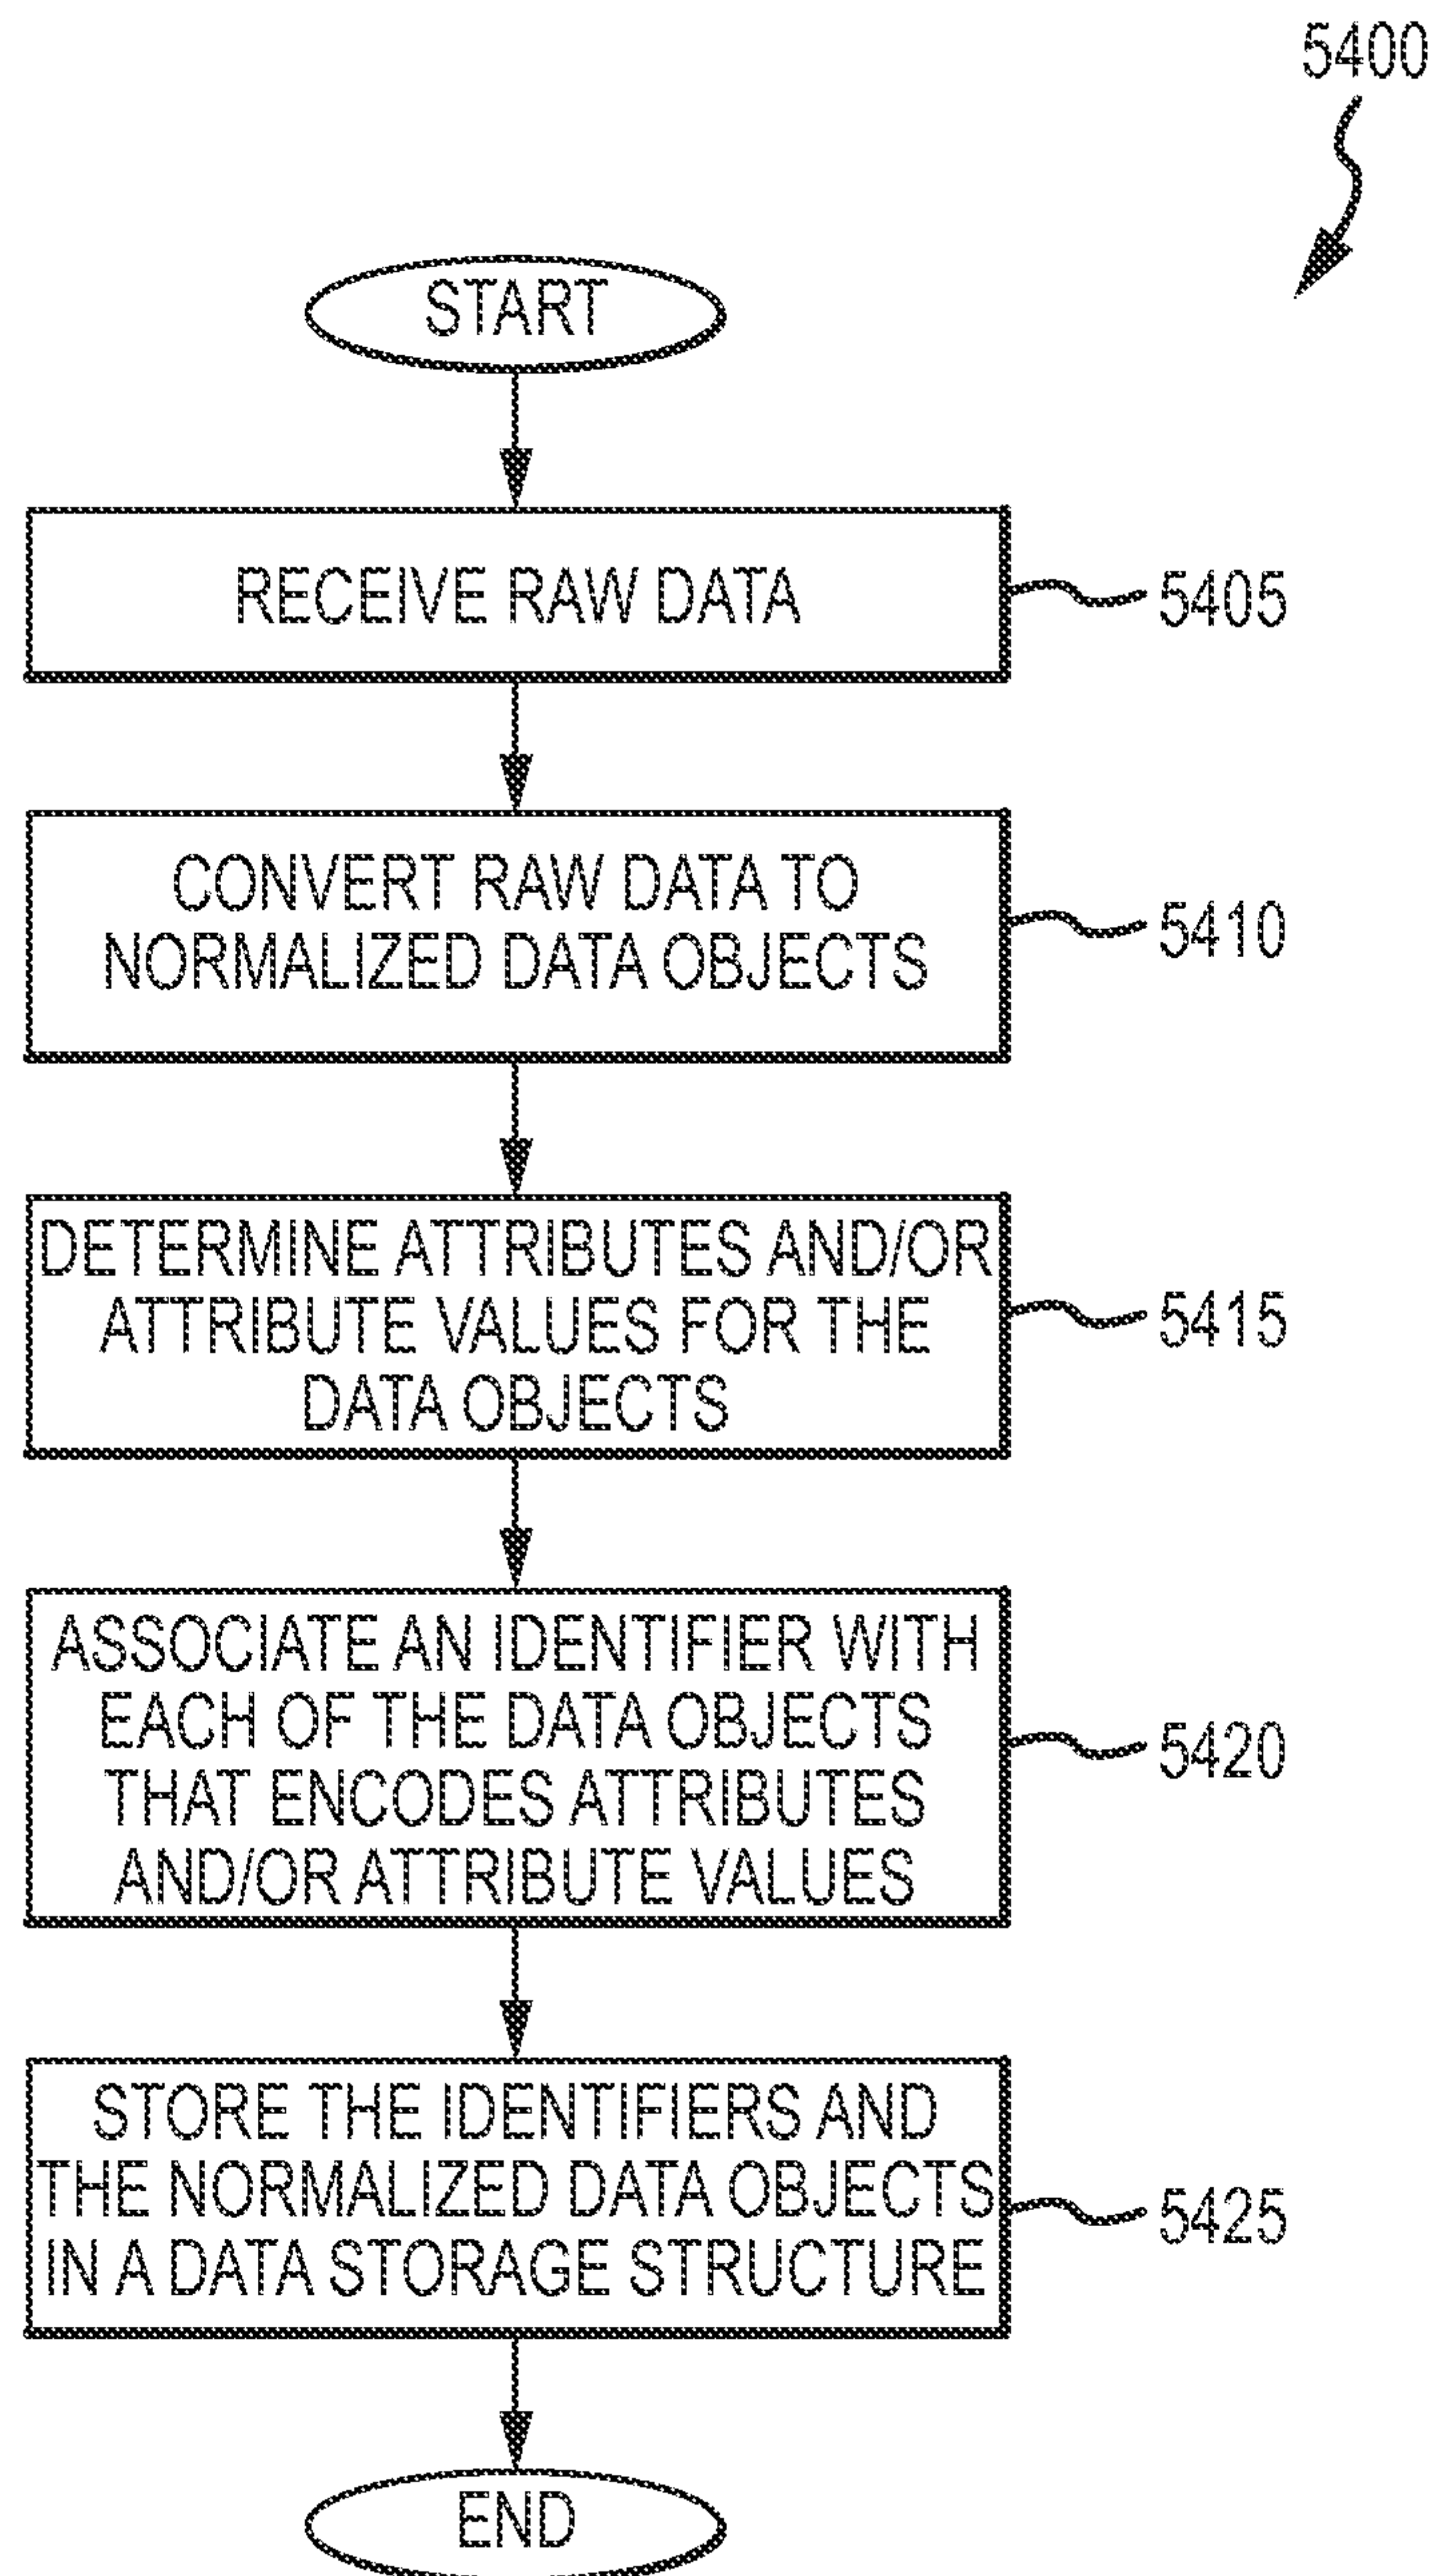 5400
START
RECEIVE RAW DATA
5405
CONVERT RAW DATA TO
NORMALIZED DATA OBJECTS
5410
DETERMINE ATTRIBUTES AND/OR
ATTRIBUTE VALUES FOR THE
DATA OBJECTS
5415
ASSOCIATE AN IDENTIFIER WITH
EACH OF THE DATA OBJECTS
THAT ENCODES ATTRIBUTES
AND/OR ATTRIBUTE VALUES
5420
STORE THE IDENTIFIERS AND
THE NORMALIZED DATA OBJECTS
IN A DATA STORAGE STRUCTURE
5425
END